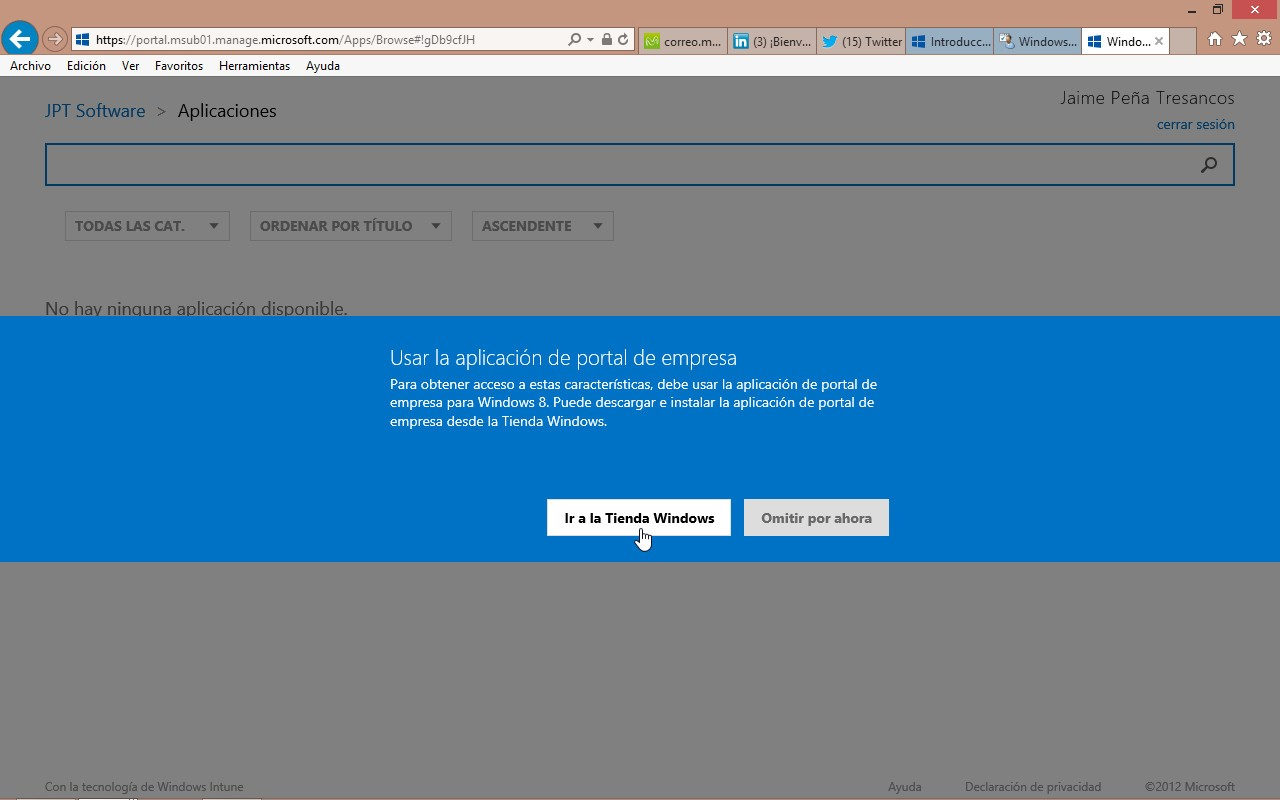 https://portal.msub01.manage.microsoft.com/Apps/Browse#!gDb9cfJH
correo.m...
(3) ¡Bienv...
(15) Twitter
Introducc...
Windows...
Windo...
Archivo Edición Ver Favoritos Herramientas Ayuda
JPT Software > Aplicaciones
Jaime Peña Tresancos
cerrar sesión
TODAS LAS CAT. ORDENAR POR TÍTULO ASCENDENTE
No hay ninguna aplicación disponible.
Usar la aplicación de portal de empresa
Para obtener acceso a estas características, debe usar la aplicación de portal de
empresa para Windows 8. Puede descargar e instalar la aplicación de portal de
empresa desde la Tienda Windows.
Ir a la Tienda Windows Omitir por ahora
Con la tecnología de Windows Intune Ayuda Declaración de privacidad ©2012 Microsoft